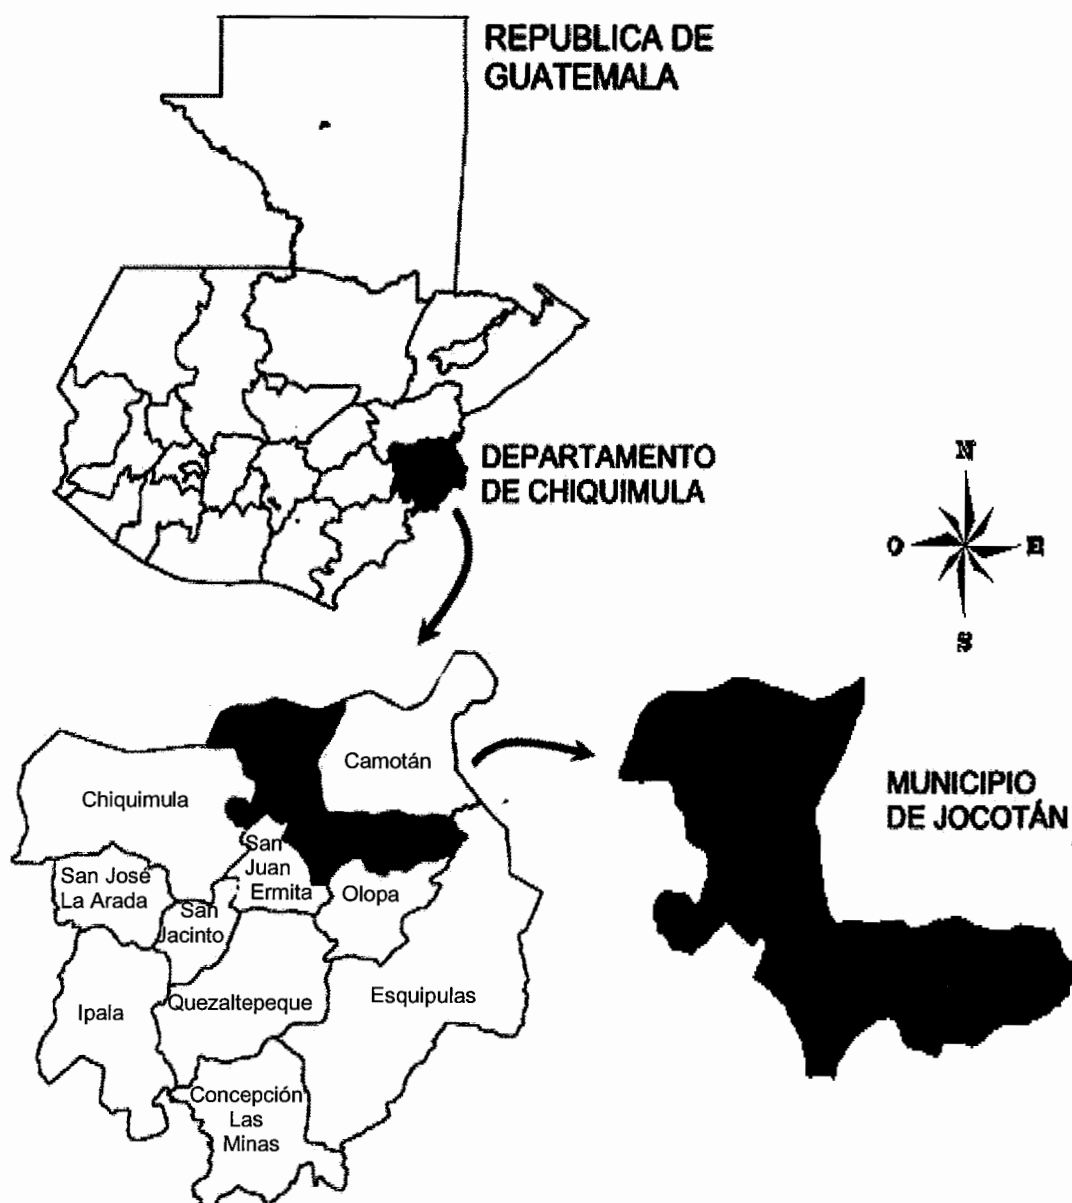 REPUBLICA DE
GUATEMALA
DEPARTAMENTO
DE CHIQUIMULA
N
O
E
S
Camotán
Chiquimula
MUNICIPIO
DE JOCOTÁN
San
Juan
Ermita
San José
La Arada
Olopa
San
Jacinto
Esquipulas
Quezaltepeque
Ipala
Concepción
Las
Minas